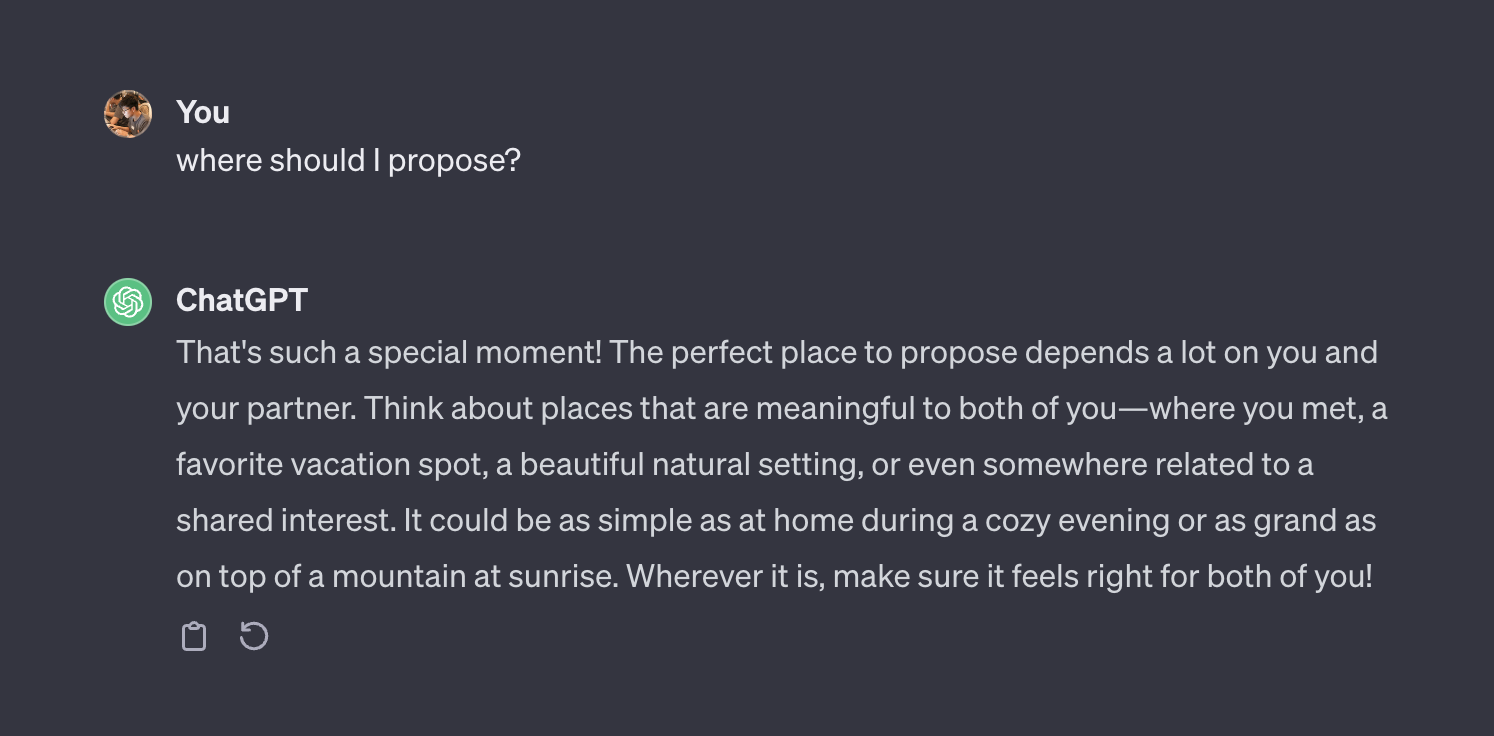 You
where should I propose?
ChatGPT
That's such a special moment! The perfect place to propose depends a lot on you and
your partner. Think about places that are meaningful to both of you—where you met, a
favorite vacation spot, a beautiful natural setting, or even somewhere related to a
shared interest. It could be as simple as at home during a cozy evening or as grand as
on top of a mountain at sunrise. Wherever it is, make sure it feels right for both of you!